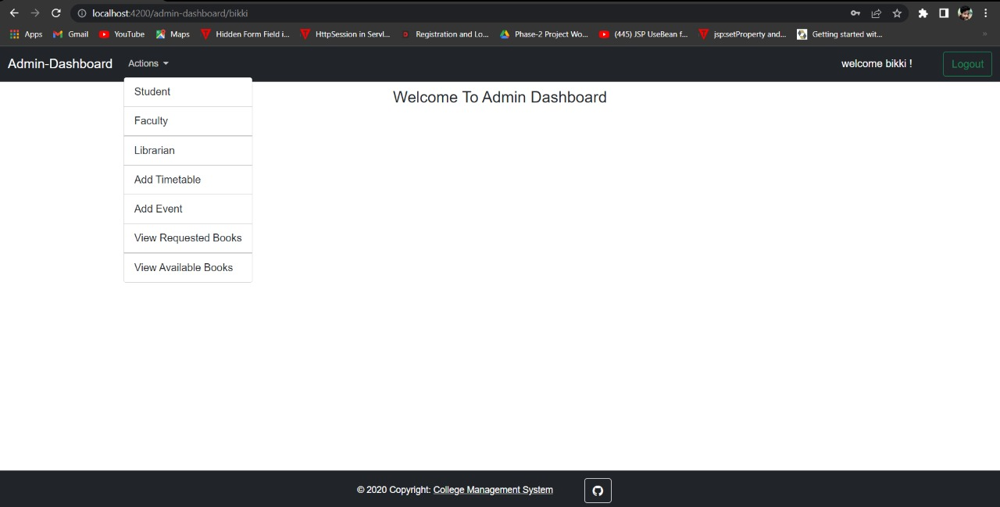 localhost:4200/admin-dashboard/bikki
Apps Gmail YouTube Maps Hidden Form Field i... HttpSession in Servl... Registration and Lo... Phase-2 Project Wo... (445) JSP UseBean f... jsp:setProperty and... Getting started wit... »
Admin-Dashboard Actions welcome bikki ! Logout
Welcome To Admin Dashboard
Student
Faculty
Librarian
Add Timetable
Add Event
View Requested Books
View Available Books
© 2020 Copyright: College Management System